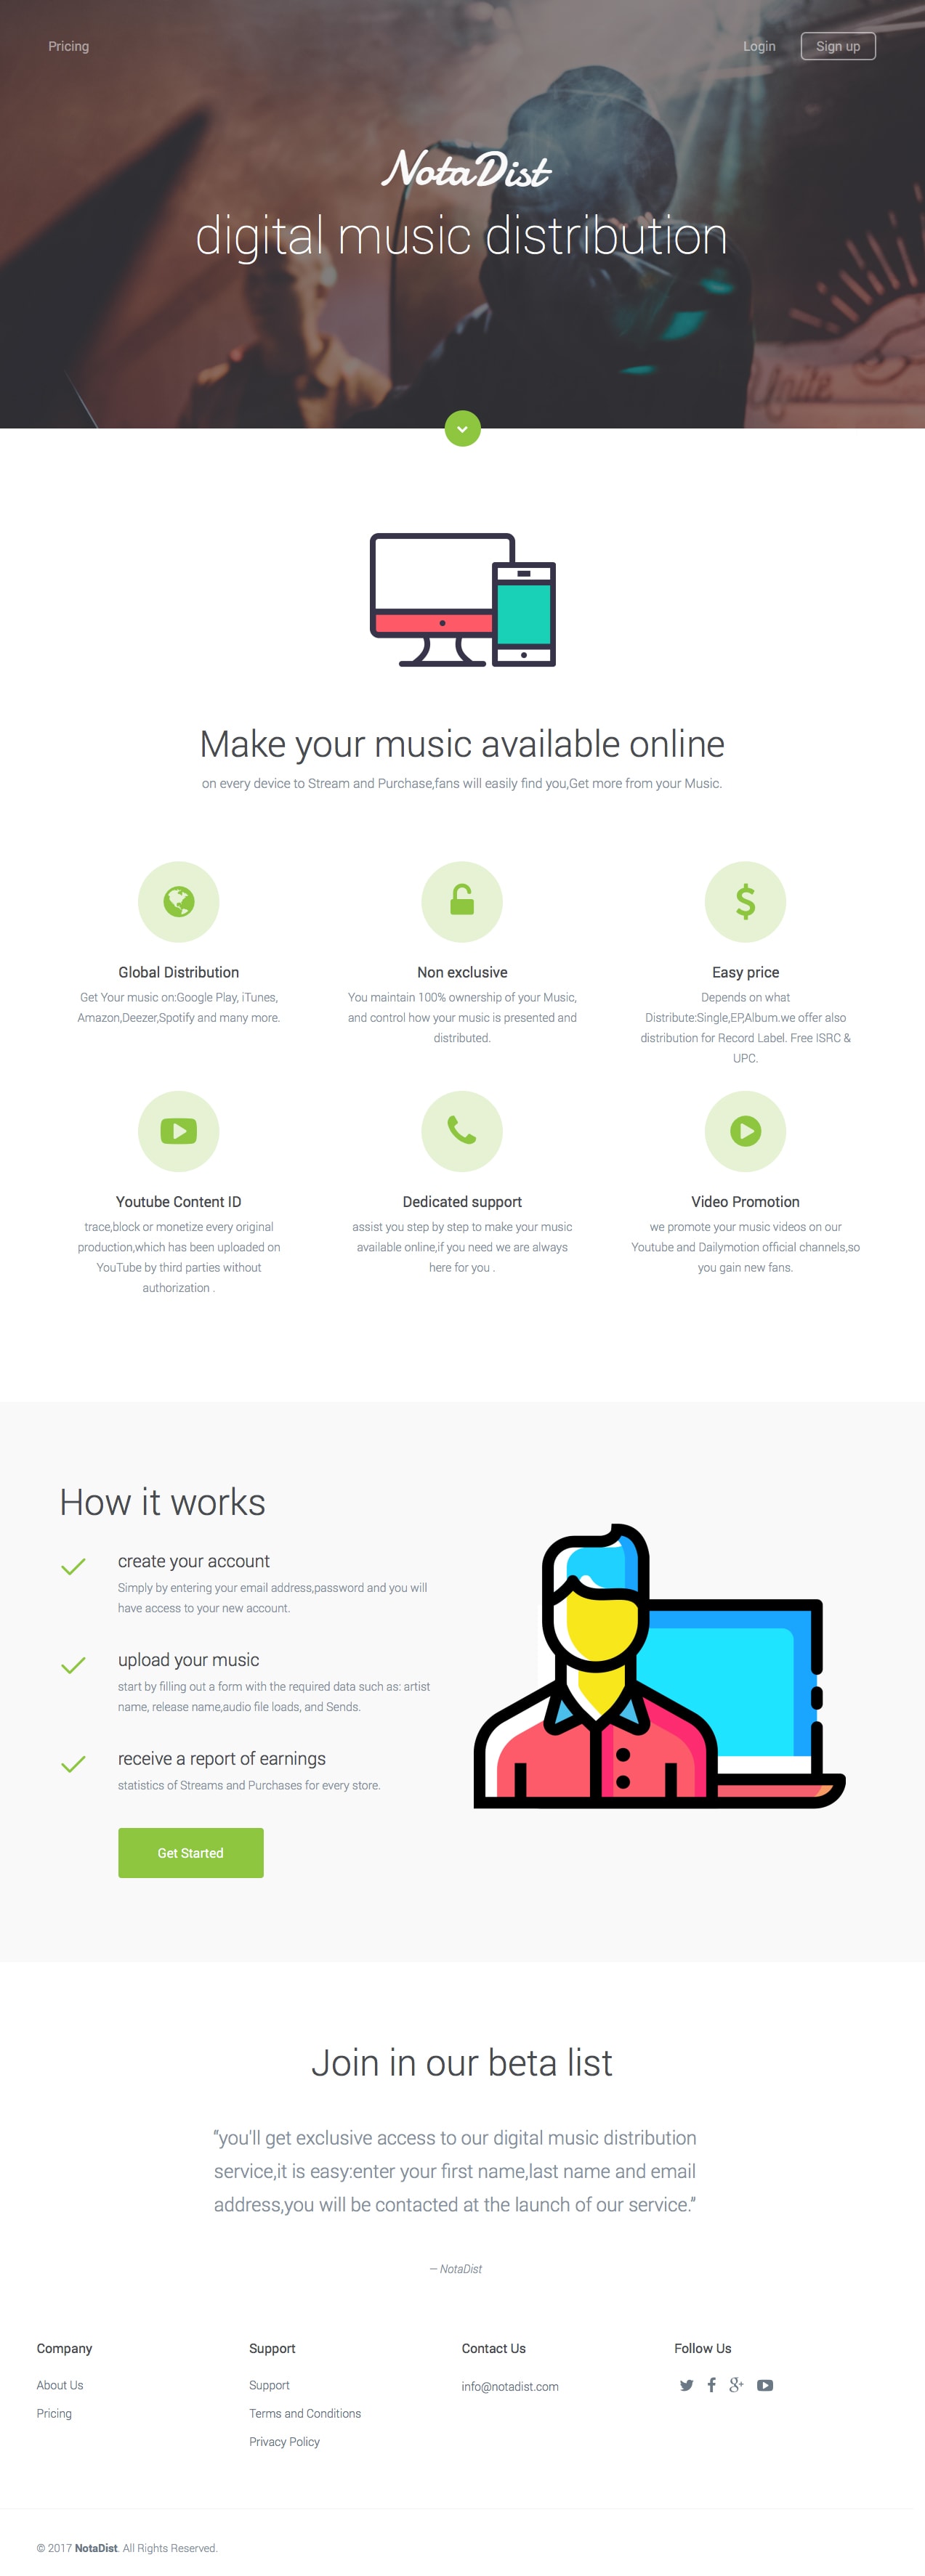 Pricing
Login
Sign up
NotaDist
digital music distribution
Make your music available online
on every device to Stream and Purchase,fans will easily find you,Get more from your Music.
Global Distribution
Get Your music on:Google Play, iTunes,
Amazon,Deezer,Spotify and many more.
Non exclusive
You maintain 100% ownership of your Music,
and control how your music is presented and
distributed.
Easy price
Depends on what
Distribute:Single,EP,Album.we offer also
distribution for Record Label. Free ISRC &
UPC.
Youtube Content ID
trace,block or monetize every original
production,which has been uploaded on
YouTube by third parties without
authorization .
Dedicated support
assist you step by step to make your music
available online,if you need we are always
here for you .
Video Promotion
we promote your music videos on our
Youtube and Dailymotion official channels,so
you gain new fans.
How it works
create your account
Simply by entering your email address,password and you will
have access to your new account.
upload your music
start by filling out a form with the required data such as: artist
name, release name,audio file loads, and Sends.
receive a report of earnings
statistics of Streams and Purchases for every store.
Get Started
Join in our beta list
"you'll get exclusive access to our digital music distribution
service,it is easy:enter your first name,last name and email
address,you will be contacted at the launch of our service."
— NotaDist
Company
About Us
Pricing
Support
Support
Terms and Conditions
Privacy Policy
Contact Us
info@notadist.com
Follow Us
© 2017 NotaDist. All Rights Reserved.